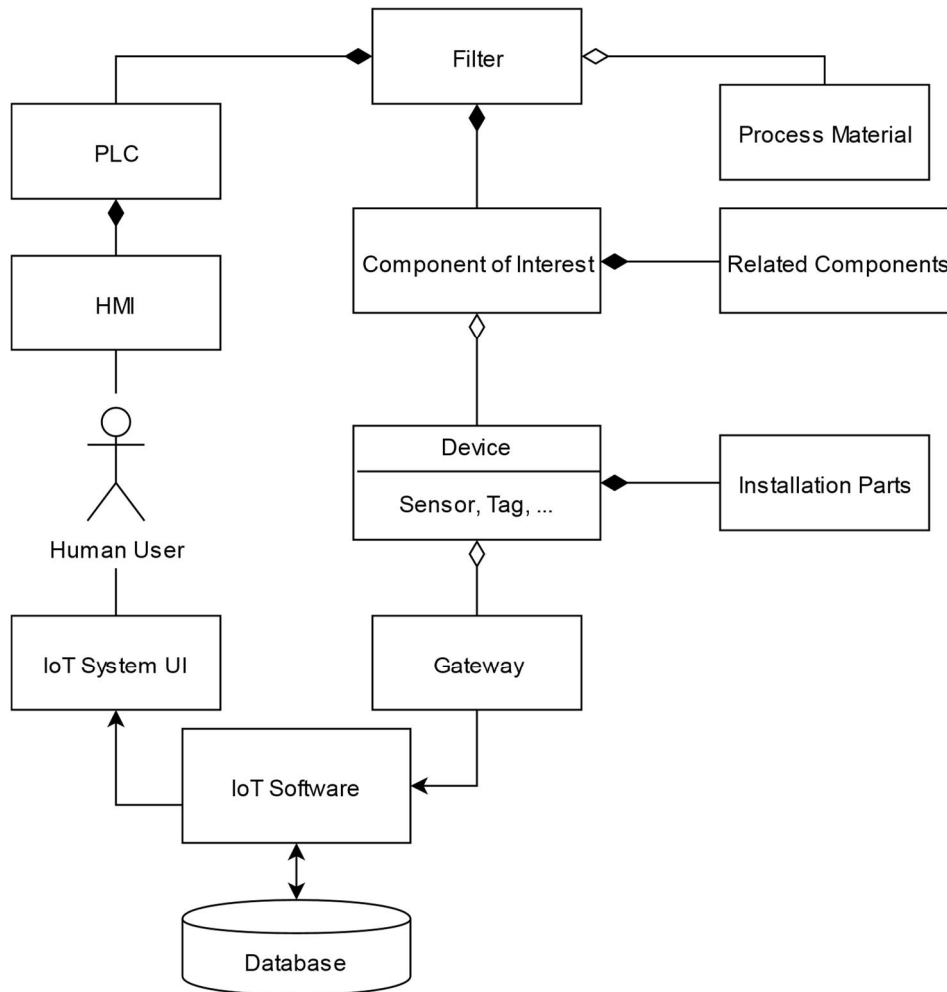 Filter
PLC
Process Material
Component of Interest
Related Components
HMI
Device
Sensor, Tag, ...
Installation Parts
Human User
IoT System UI
Gateway
IoT Software
Database